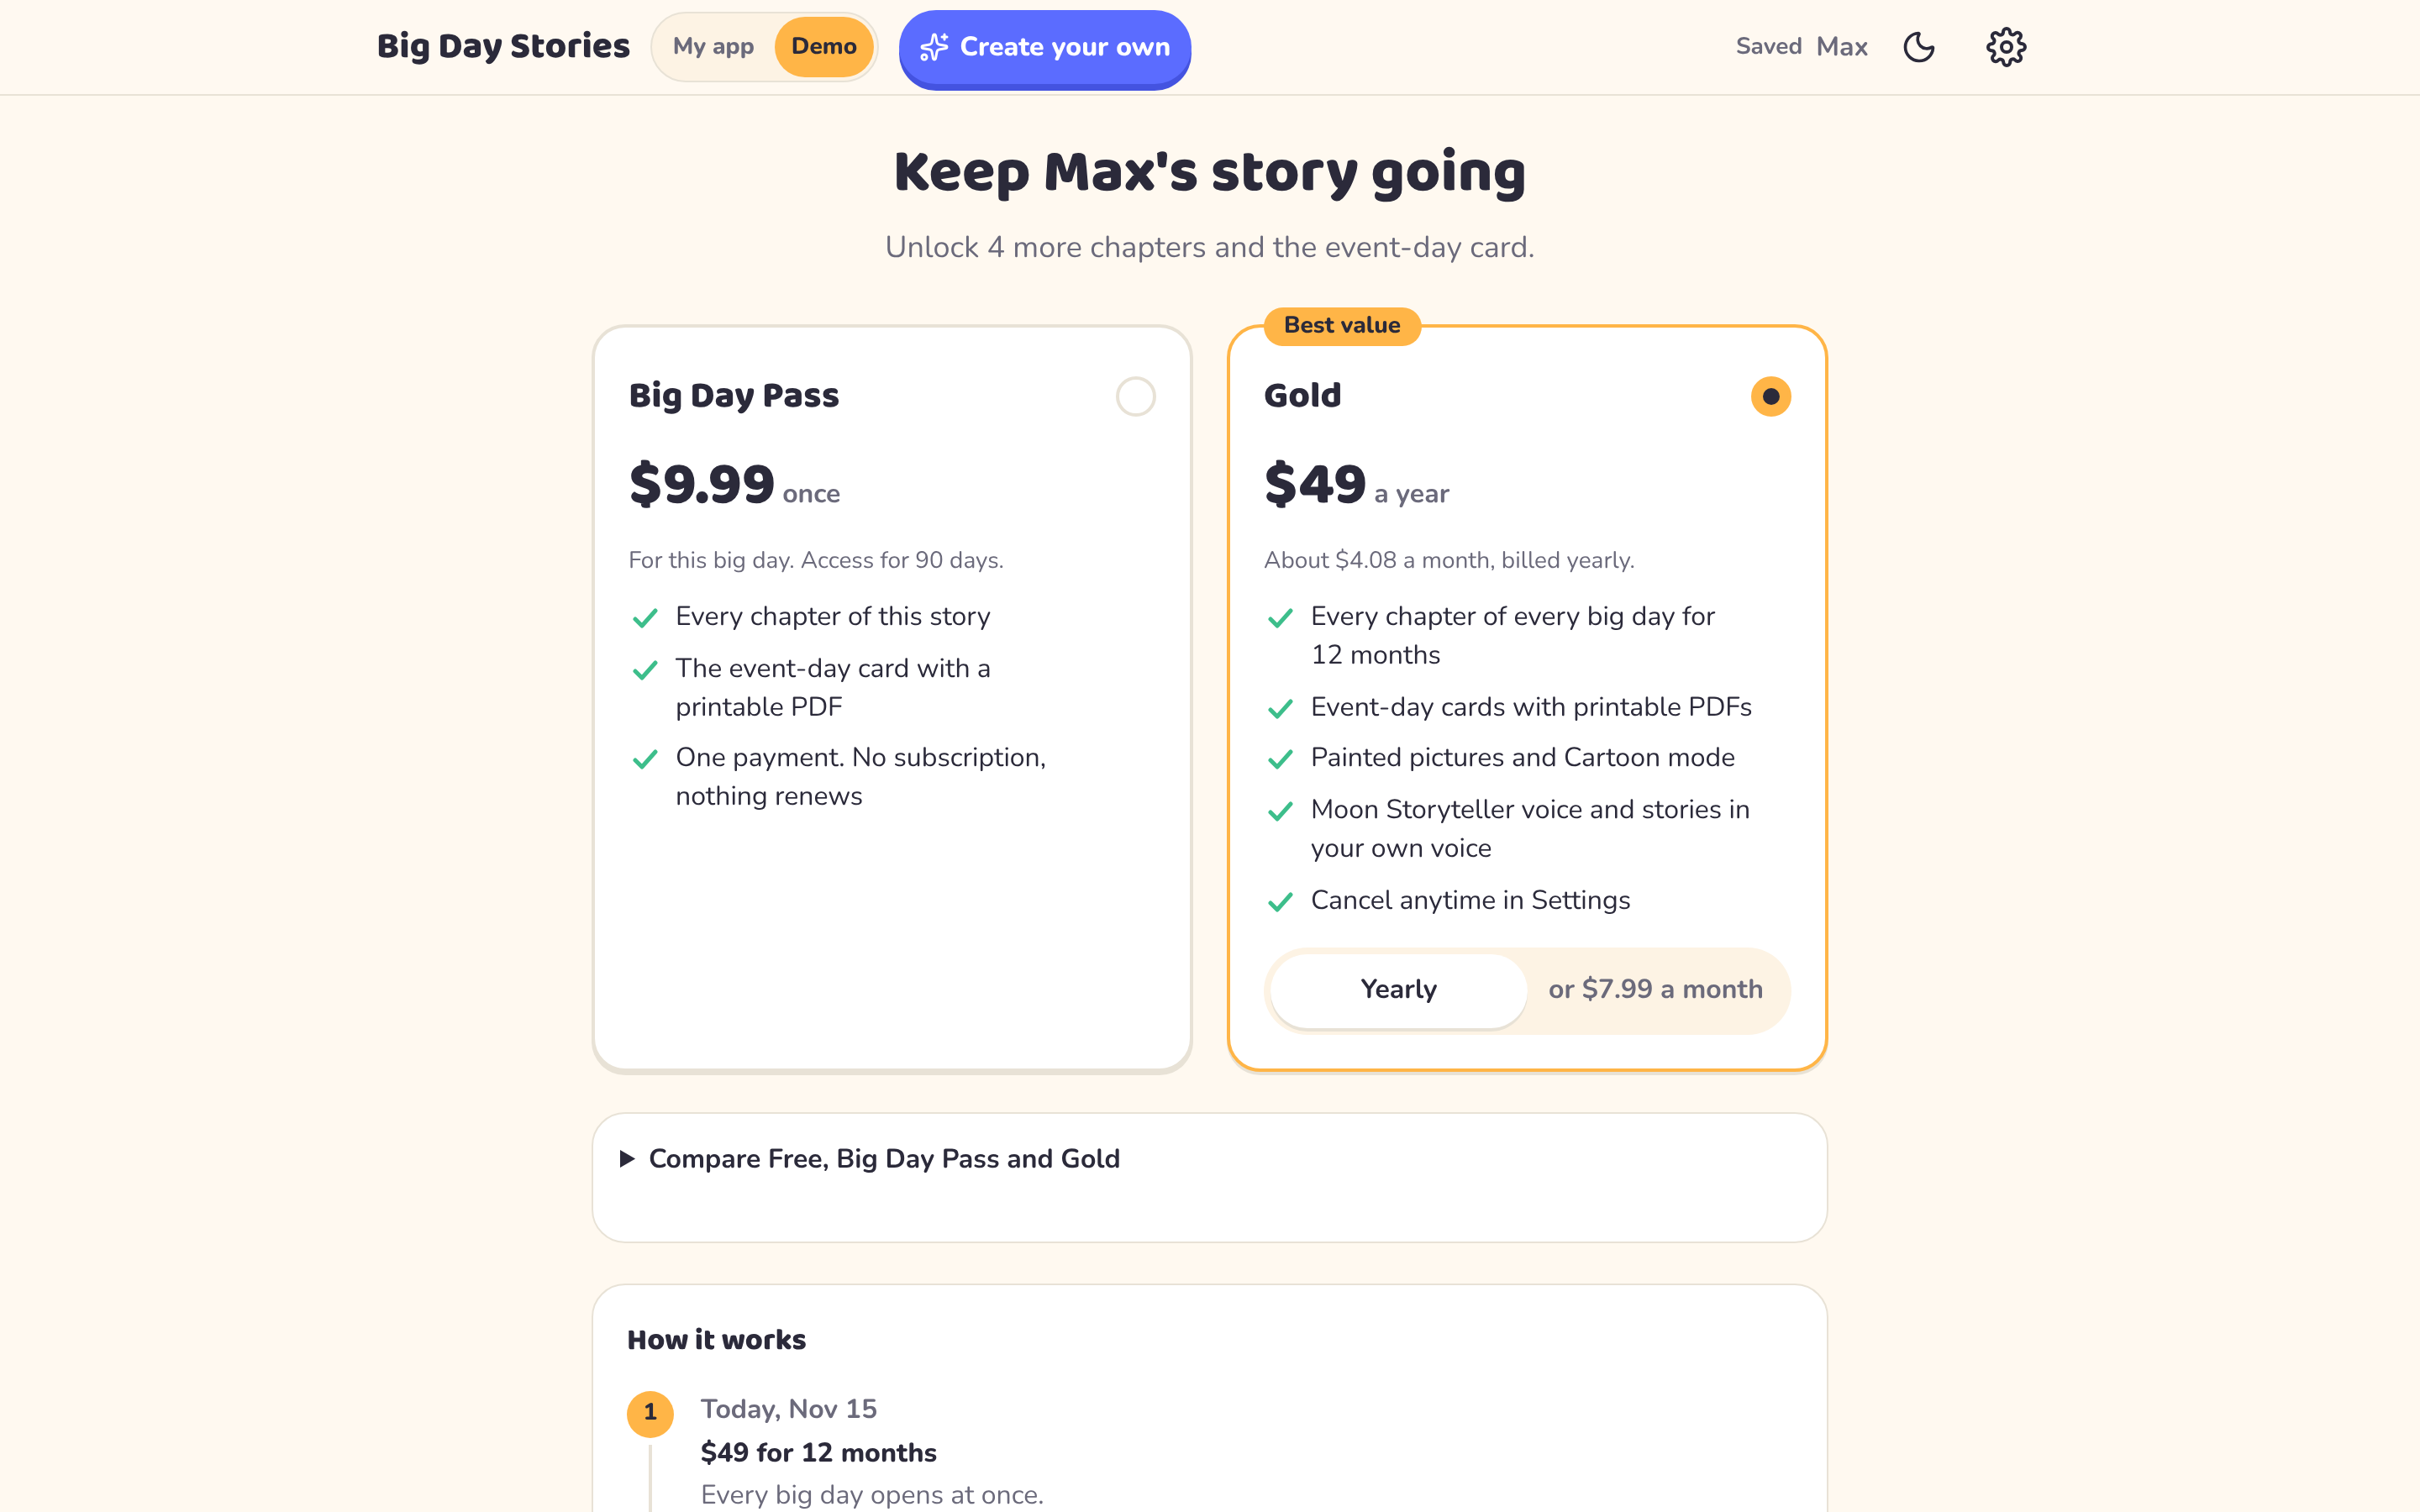 Big Day Stories My app Demo Create your own Saved Max
Keep Max's story going
Unlock 4 more chapters and the event-day card.
Big Day Pass
$9.99 once
For this big day. Access for 90 days.
Every chapter of this story
The event-day card with a
printable PDF
One payment. No subscription,
nothing renews
Best value
Gold
$49 a year
About $4.08 a month, billed yearly.
Every chapter of every big day for
12 months
Event-day cards with printable PDFs
Painted pictures and Cartoon mode
Moon Storyteller voice and stories in
your own voice
Cancel anytime in Settings
Yearly or $7.99 a month
Compare Free, Big Day Pass and Gold
How it works
1 Today, Nov 15
$49 for 12 months
Every big day opens at once.